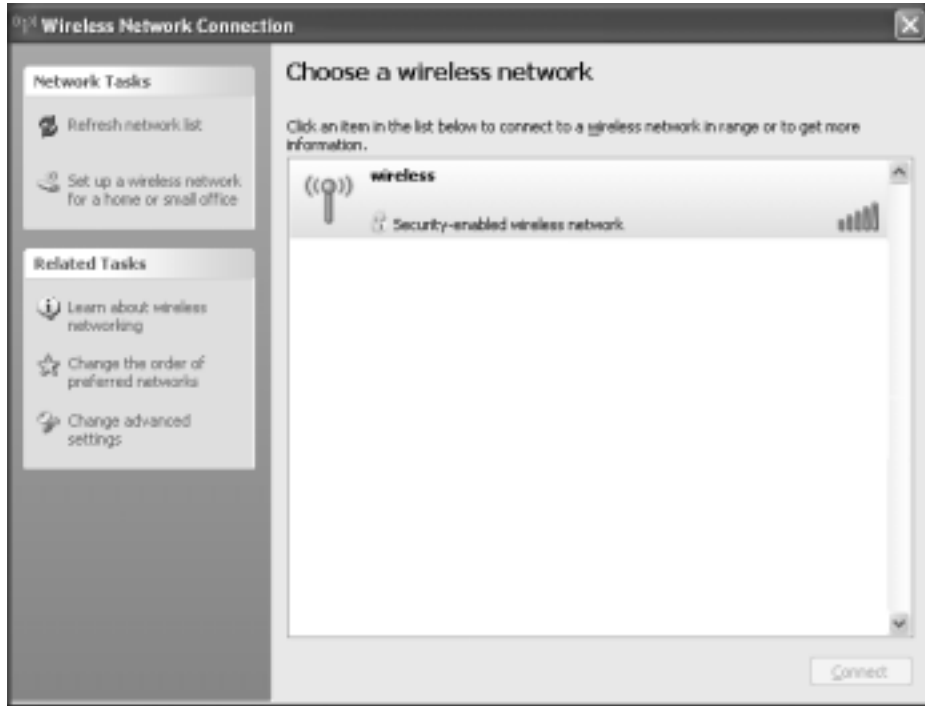 Wireless Network Connection
Network Tasks
Refresh network list
Set up a wireless network
for a home or small office
Related Tasks
Learn about wireless
networking
Change the order of
preferred networks
Change advanced
settings
Choose a wireless network
Click an item in the list below to connect to a wireless network in range or to get more
information.
wireless
Security-enabled wireless network
Connect